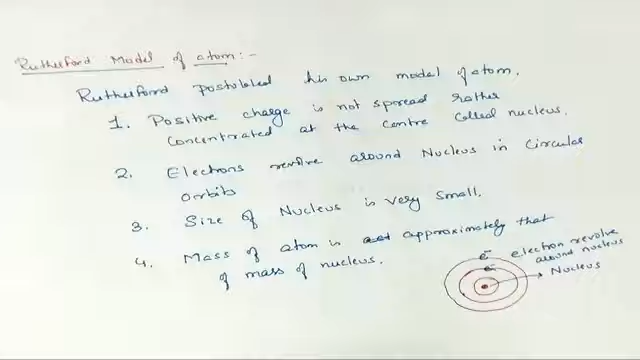 Rutherford Model of atom:-
Rutherford postulated his own model of atom.
1. Positive charge is not spread rather
concentrated at the centre called nucleus.
2. Electrons revolve around Nucleus in Circular
orbits
3. Size of Nucleus is very Small.
4. Mass of atom is approximately that
of mass of nucleus.
e⁻ electron revolve
around nucleus
e⁻
Nucleus